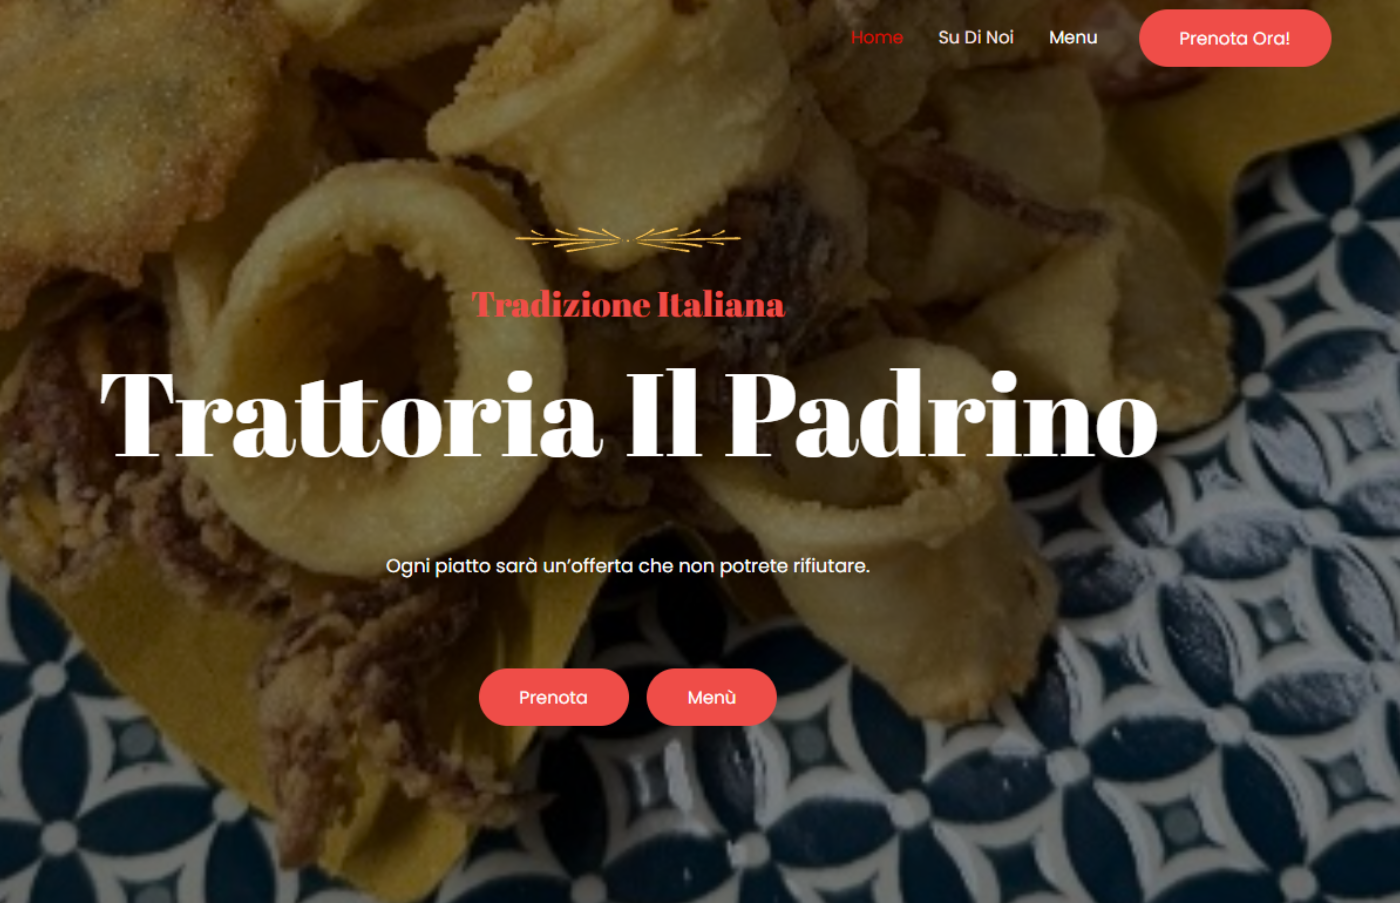 Home Su Di Noi Menu Prenota Ora!
Tradizione Italiana
Trattoria Il Padrino
Ogni piatto sarà un’offerta che non potrete rifiutare.
Prenota Menù